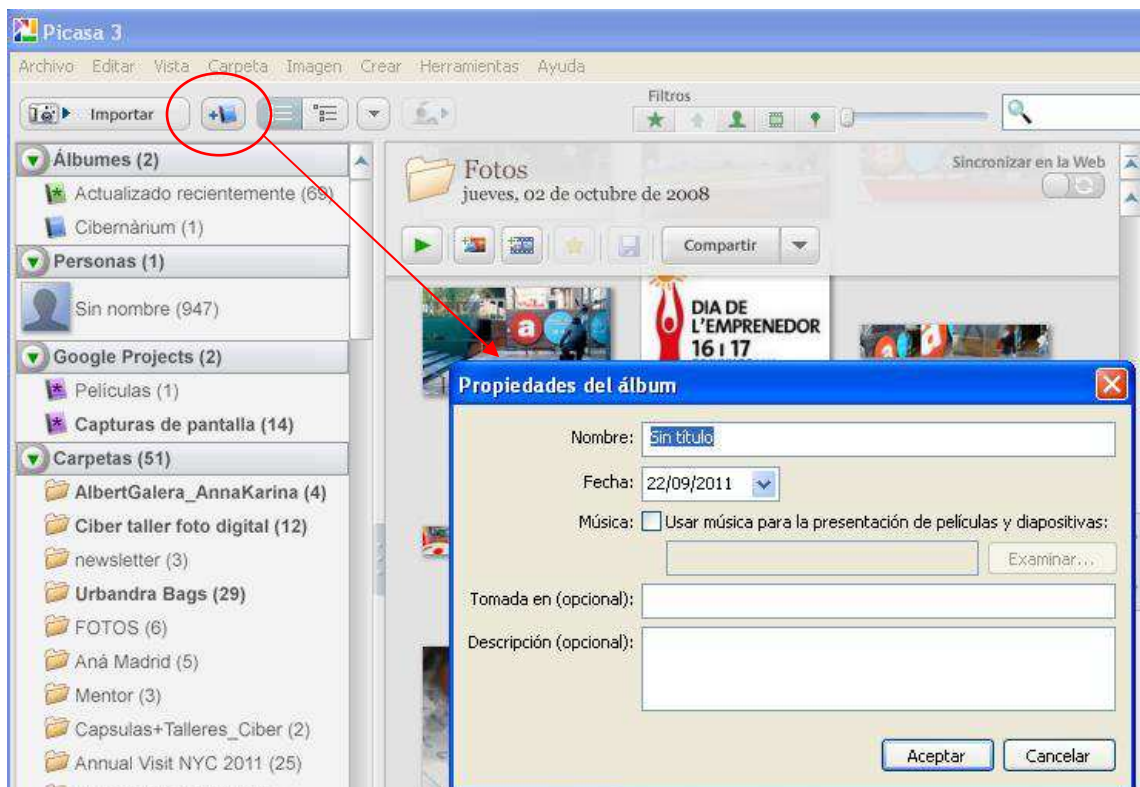 Picasa 3
Archivo Editar Vista Carpeta Imagen Crear Herramientas Ayuda
Importar
Filtros
Álbumes (2)
Actualizado recientemente (69)
Cibernàrium (1)
Personas (1)
Sin nombre (947)
Google Projects (2)
Películas (1)
Capturas de pantalla (14)
Carpetas (51)
AlbertGalera_AnnaKarina (4)
Ciber taller foto digital (12)
newsletter (3)
Urbandra Bags (29)
FOTOS (6)
Aná Madrid (5)
Mentor (3)
Capsulas+Talleres_Ciber (2)
Annual Visit NYC 2011 (25)
Fotos
jueves, 02 de octubre de 2008
Sincronizar en la Web
Compartir
a
DIA DE
L'EMPRENEDOR
16 i 17
Propiedades del álbum
Nombre: Sin título
Fecha: 22/09/2011
Música: Usar música para la presentación de películas y diapositivas:
Examinar...
Tomada en (opcional):
Descripción (opcional):
Aceptar Cancelar